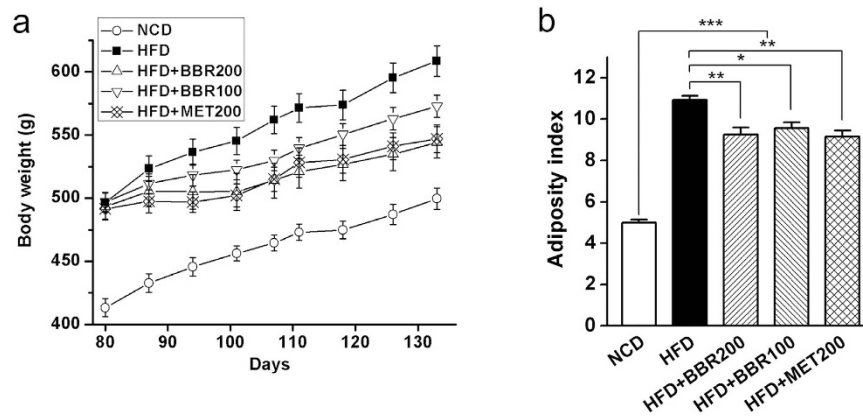 a
NCD
HFD
HFD+BBR200
HFD+BBR100
HFD+MET200
Body weight (g)
600
550
500
450
400
80 90 100 110 120 130
Days
b
***
**
*
**
Adiposity index
12
10
8
6
4
2
0
NCD
HFD
HFD+BBR200
HFD+BBR100
HFD+MET200